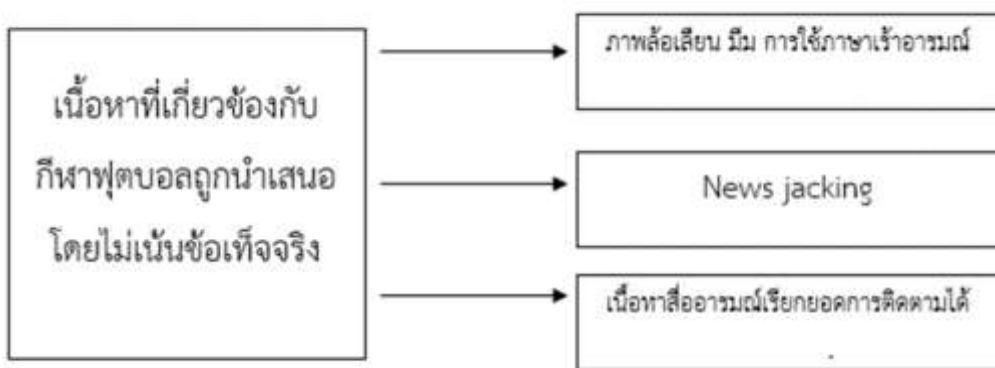 เนื้อหาที่เกี่ยวข้องกับ
กีฬาฟุตบอลถูกนำเสนอ
โดยไม่เน้นข้อเท็จจริง
ภาพล้อเลียน มีม การใช้ภาษาเร้าอารมณ์
News jacking
เนื้อหาสื่ออารมณ์เรียกยอดการติดตามได้